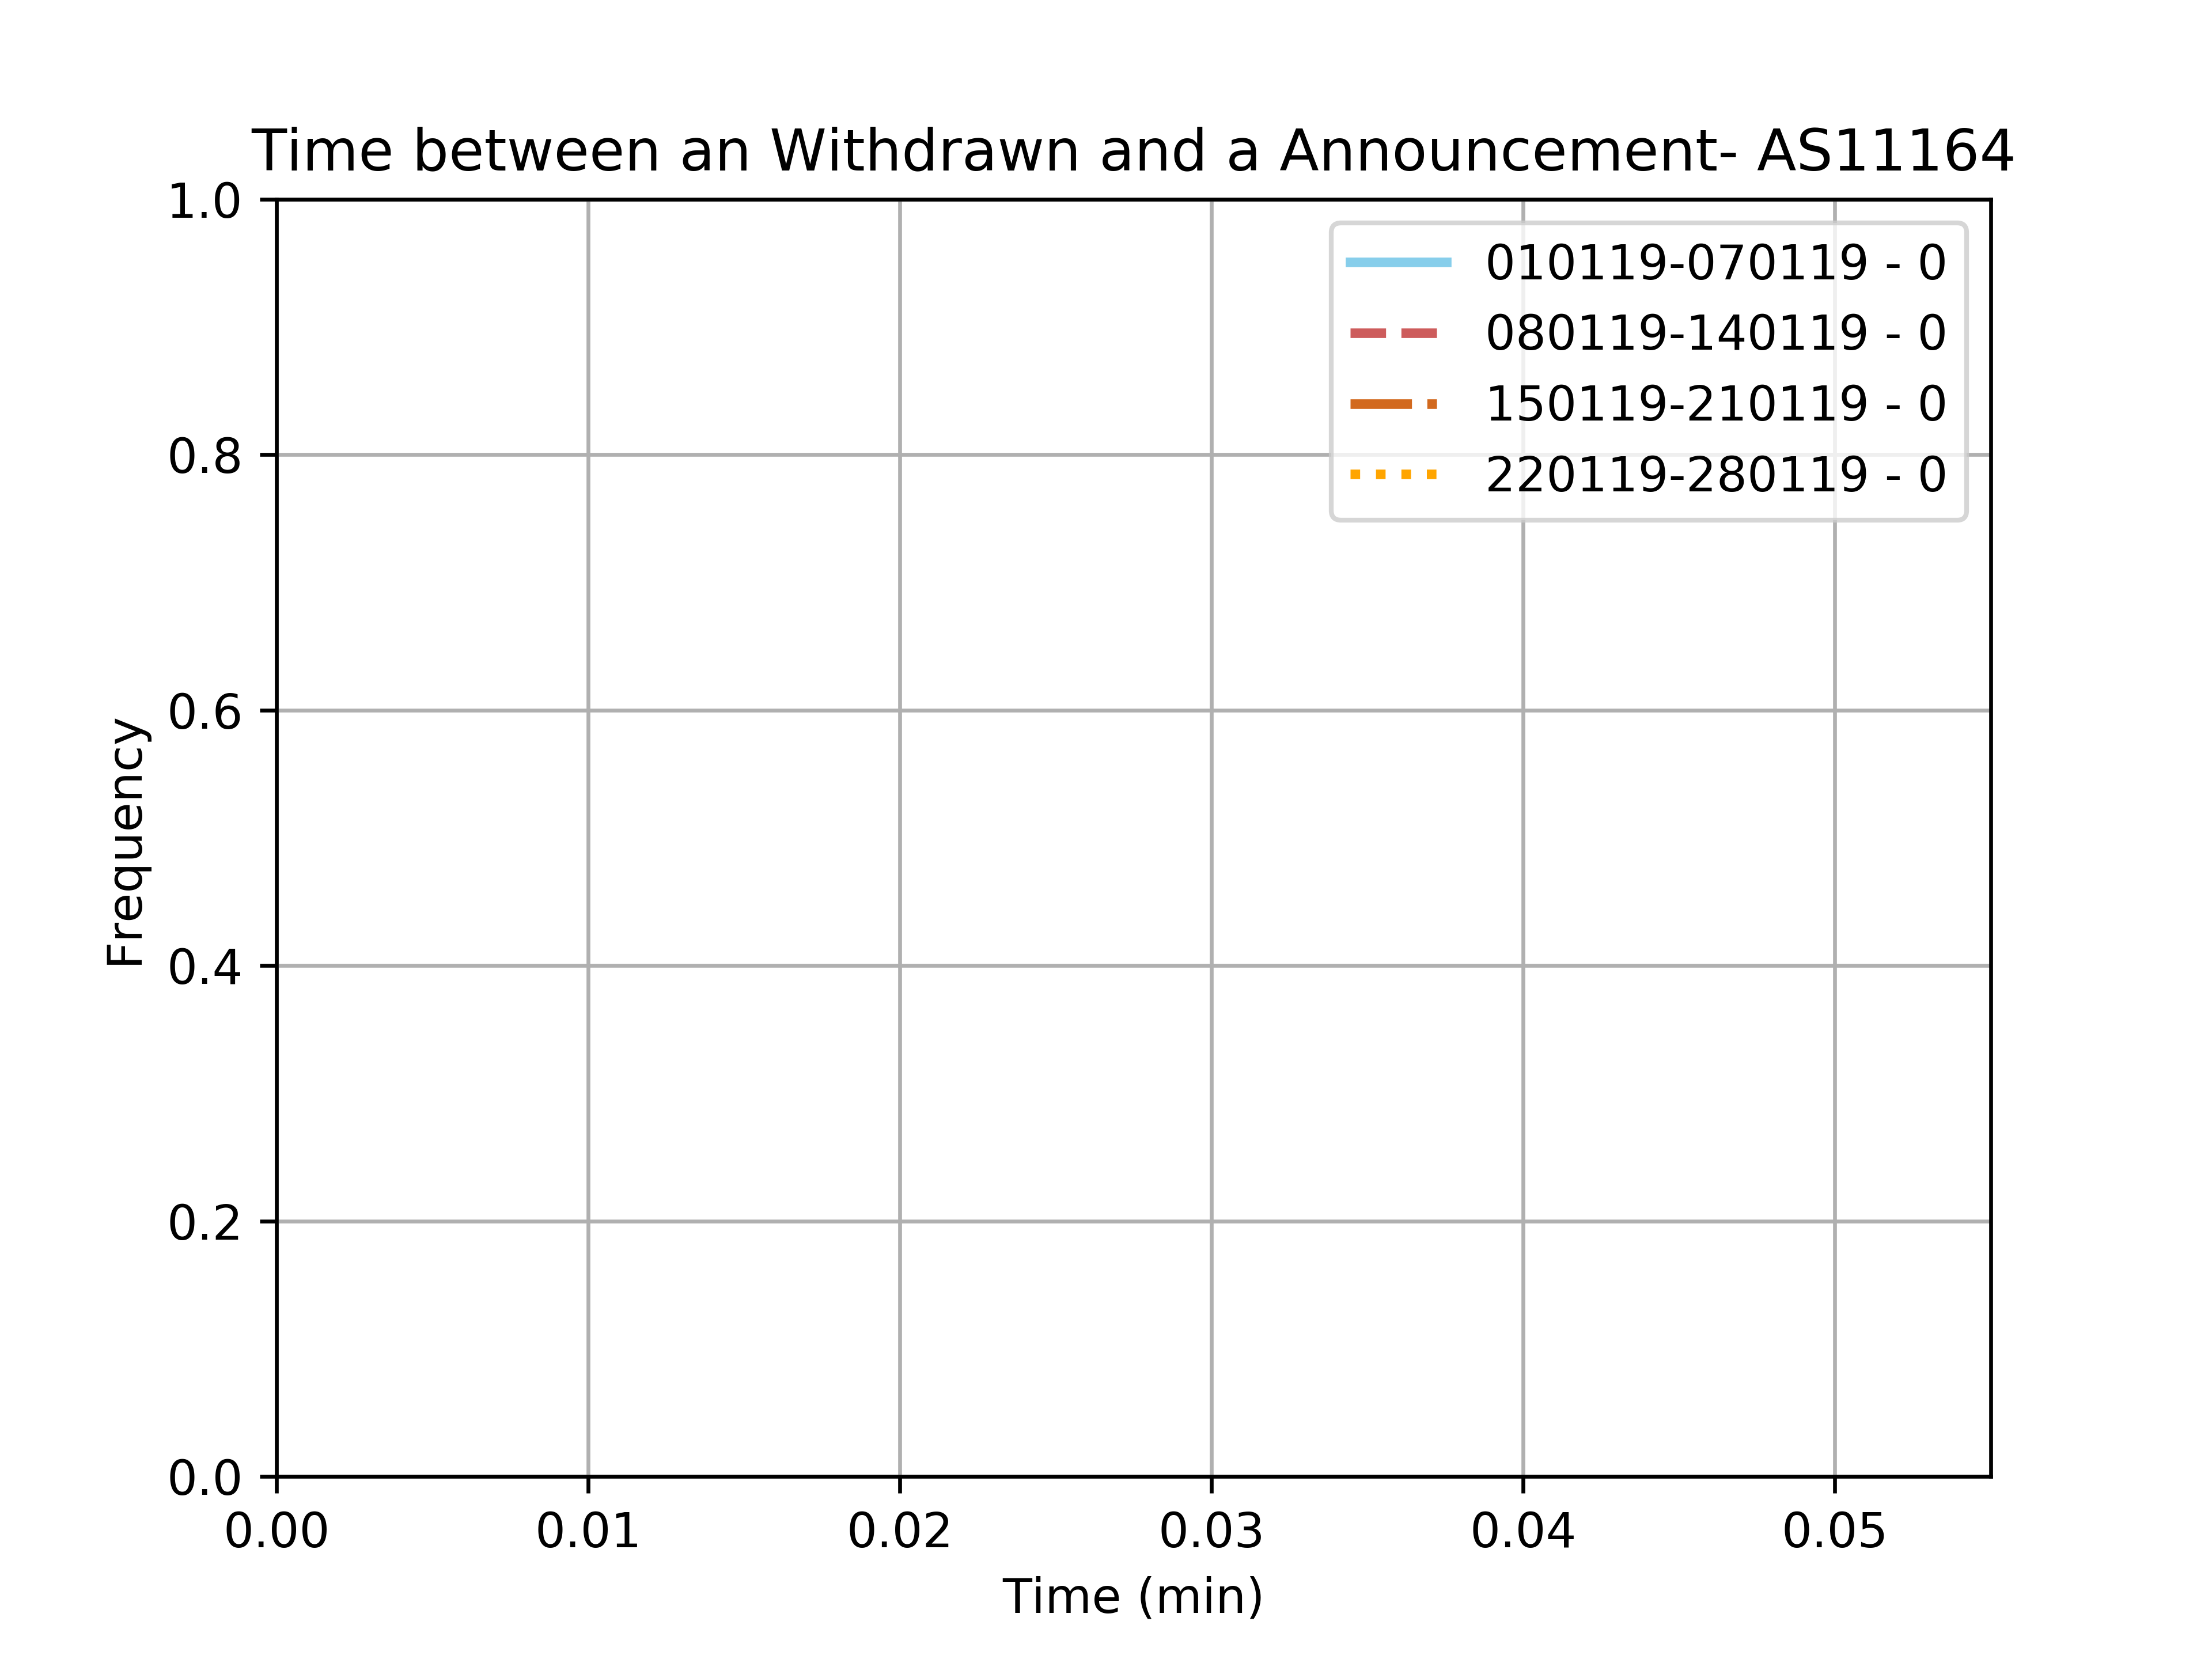 Time between an Withdrawn and a Announcement- AS11164
1.0
0.8
0.6
0.4
0.2
0.0
Frequency
010119-070119 - 0
080119-140119 - 0
150119-210119 - 0
220119-280119 - 0
0.00 0.01 0.02 0.03 0.04 0.05
Time (min)